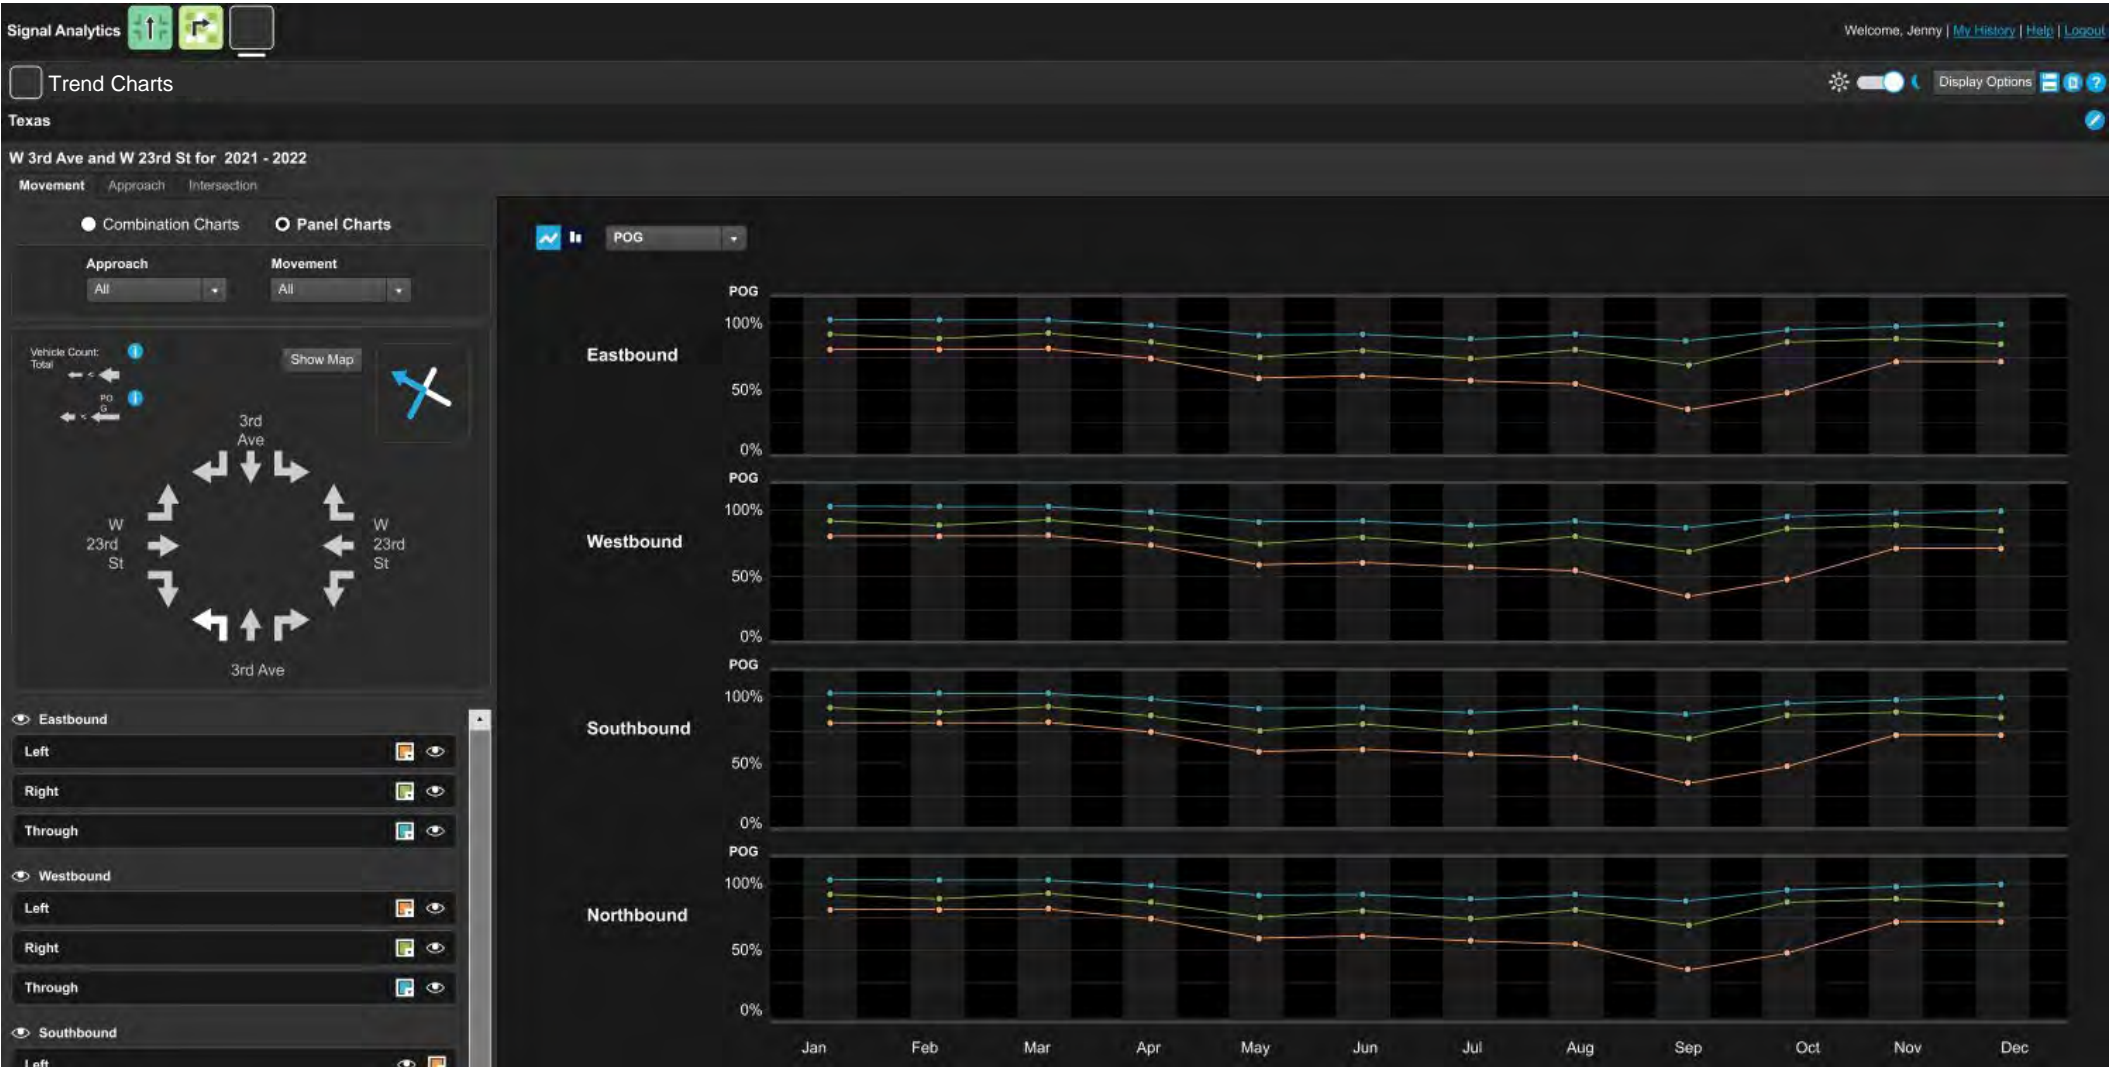 Signal Analytics
Welcome, Jenny | My History | Help | Logout
Trend Charts
Display Options
?
Texas
W 3rd Ave and W 23rd St for 2021 - 2022
Movement Approach Intersection
Combination Charts Panel Charts
Approach Movement
All All
Vehicle Count:
Total
i
Show Map
PO
G
i
3rd
Ave
W
23rd
St
W
23rd
St
3rd Ave
Eastbound
Left
Right
Through
Westbound
Left
Right
Through
Southbound
Left
POG
POG
100%
Eastbound
50%
0%
POG
100%
Westbound
50%
0%
POG
100%
Southbound
50%
0%
POG
100%
Northbound
50%
0%
Jan Feb Mar Apr May Jun Jul Aug Sep Oct Nov Dec